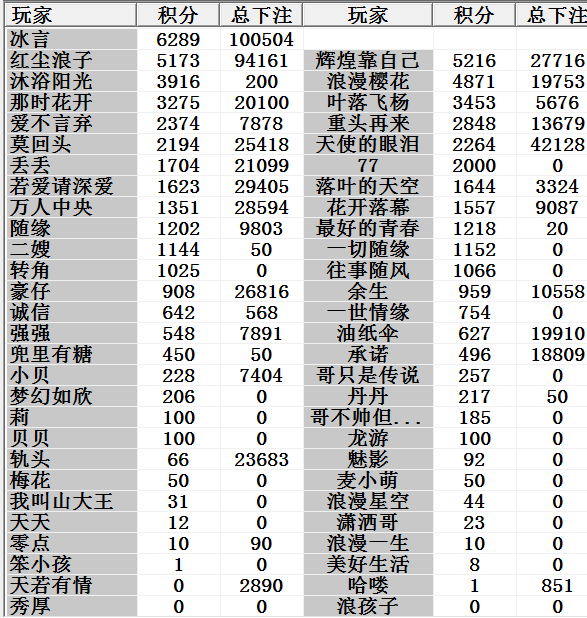 玩家 积分 总下注 玩家 积分 总下注
冰言 6289 100504
红尘浪子 5173 94161 辉煌靠自己 5216 27716
沐浴阳光 3916 200 浪漫樱花 4871 19753
那时花开 3275 20100 叶落飞杨 3453 5676
爱不言弃 2374 7878 重头再来 2848 13679
莫回头 2194 25418 天使的眼泪 2264 42128
丢丢 1704 21099 77 2000 0
若爱请深爱 1623 29405 落叶的天空 1644 3324
万人中央 1351 28594 花开落幕 1557 9087
随缘 1202 9803 最好的青春 1218 20
二嫂 1144 50 一切随缘 1152 0
转角 1025 0 往事随风 1066 0
豪仔 908 26816 余生 959 10558
诚信 642 568 一世情缘 754 0
强强 548 7891 油纸伞 627 19910
兜里有糖 450 50 承诺 496 18809
小贝 228 7404 哥只是传说 257 0
梦幻如欣 206 0 丹丹 217 50
莉 100 0 哥不帅但... 185 0
贝贝 100 0 龙游 100 0
轨头 66 23683 魅影 92 0
梅花 50 0 麦小萌 50 0
我叫山大王 31 0 浪漫星空 44 0
天天 12 0 潇洒哥 23 0
零点 10 90 浪漫一生 10 0
笨小孩 1 0 美好生活 8 0
天若有情 0 2890 哈喽 1 851
秀厚 0 0 浪孩子 0 0